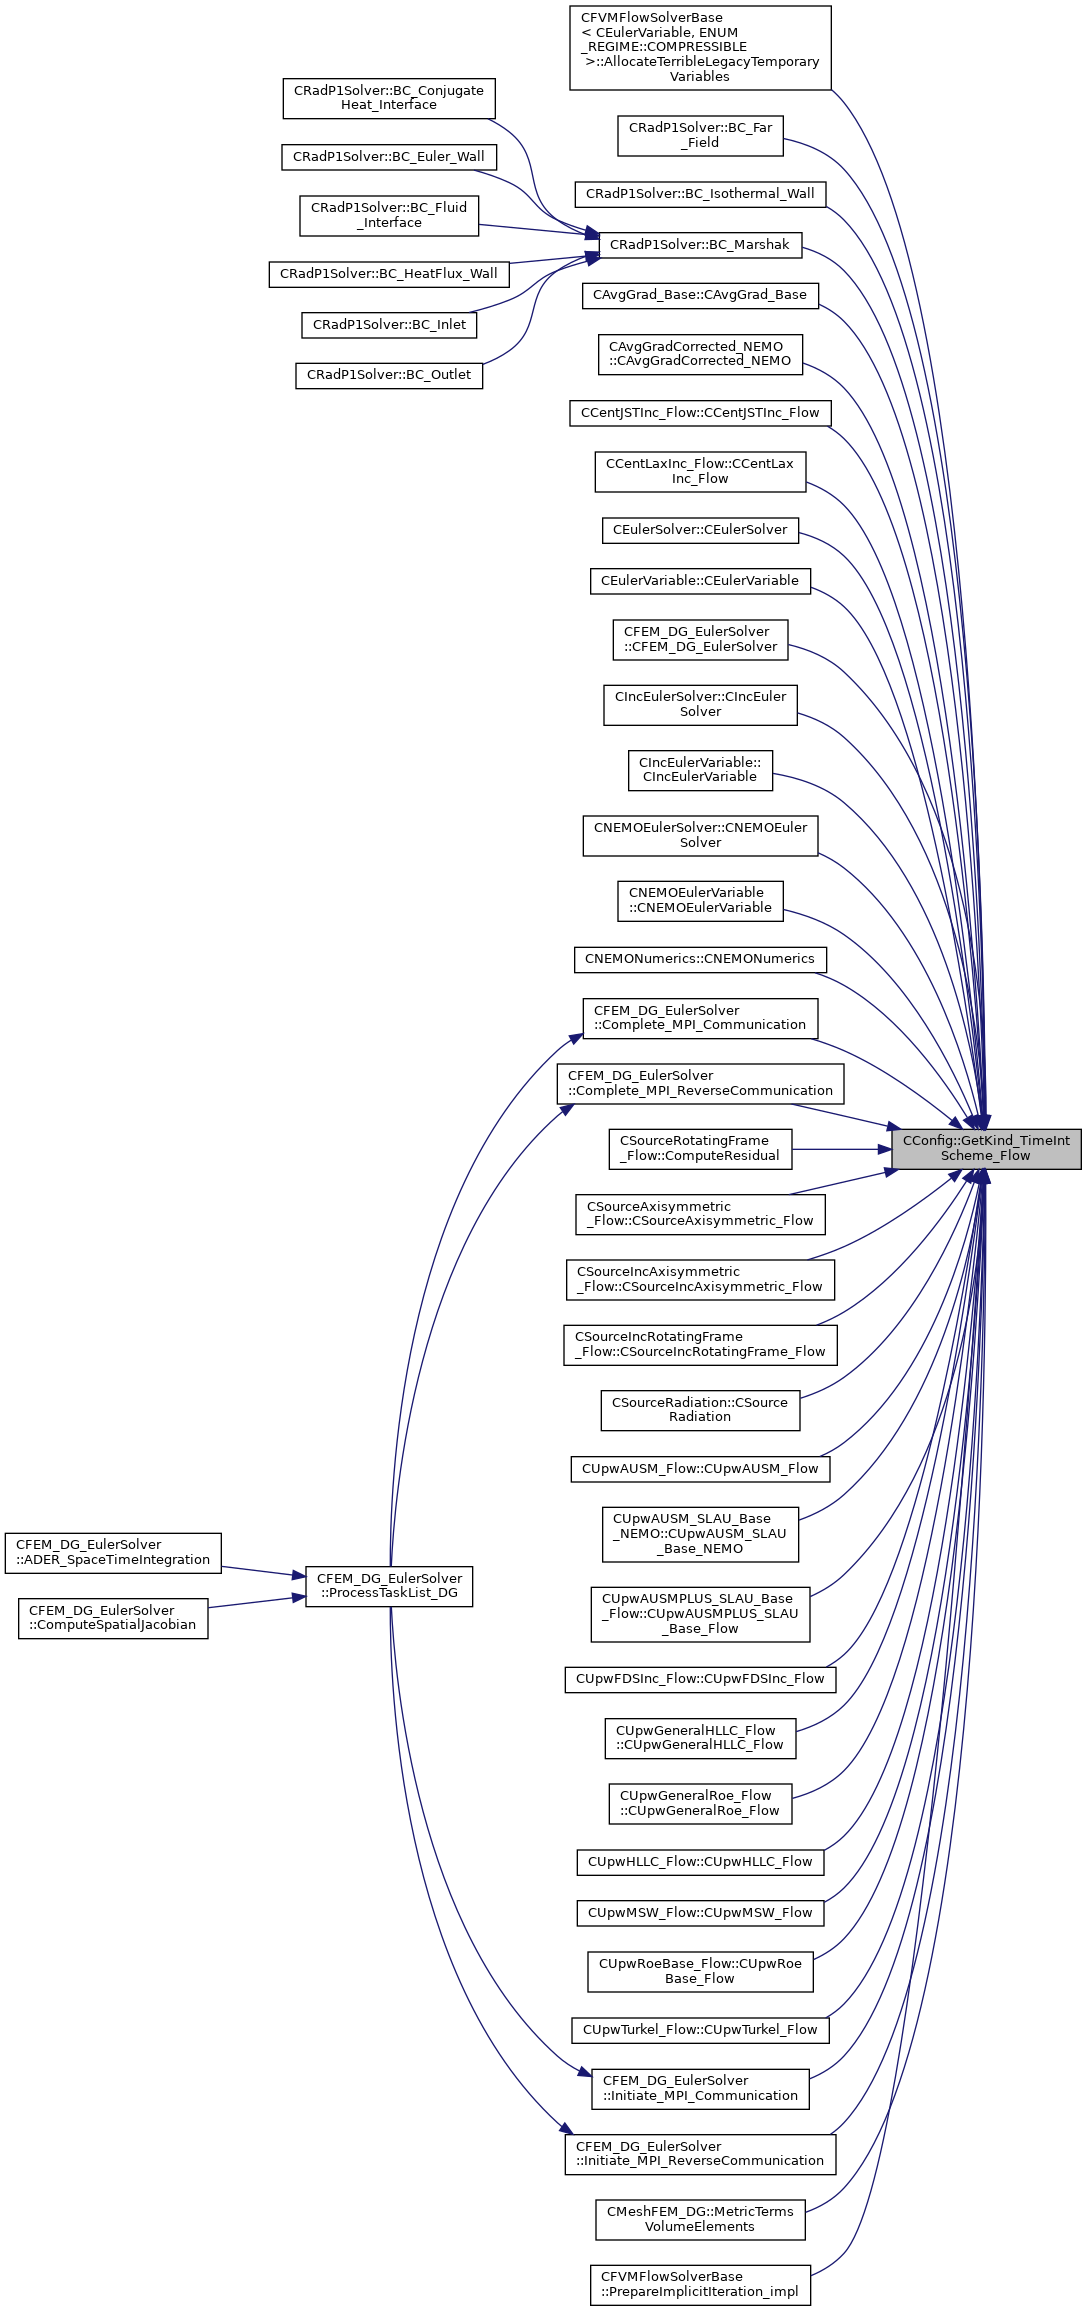 CFVMFlowSolverBase
< CEulerVariable, ENUM
_REGIME::COMPRESSIBLE
>::AllocateTerribleLegacyTemporary
Variables
CRadP1Solver::BC_Conjugate
Heat_Interface
CRadP1Solver::BC_Far
_Field
CRadP1Solver::BC_Euler_Wall
CRadP1Solver::BC_Isothermal_Wall
CRadP1Solver::BC_Fluid
_Interface
CRadP1Solver::BC_Marshak
CRadP1Solver::BC_HeatFlux_Wall
CAvgGrad_Base::CAvgGrad_Base
CRadP1Solver::BC_Inlet
CAvgGradCorrected_NEMO
::CAvgGradCorrected_NEMO
CRadP1Solver::BC_Outlet
CCentJSTInc_Flow::CCentJSTInc_Flow
CCentLaxInc_Flow::CCentLax
Inc_Flow
CEulerSolver::CEulerSolver
CEulerVariable::CEulerVariable
CFEM_DG_EulerSolver
::CFEM_DG_EulerSolver
CIncEulerSolver::CIncEuler
Solver
CIncEulerVariable::
CIncEulerVariable
CNEMOEulerSolver::CNEMOEuler
Solver
CNEMOEulerVariable
::CNEMOEulerVariable
CNEMONumerics::CNEMONumerics
CFEM_DG_EulerSolver
::Complete_MPI_Communication
CFEM_DG_EulerSolver
::Complete_MPI_ReverseCommunication
CConfig::GetKind_TimeInt
Scheme_Flow
CSourceRotatingFrame
_Flow::ComputeResidual
CSourceAxisymmetric
_Flow::CSourceAxisymmetric_Flow
CSourceIncAxisymmetric
_Flow::CSourceIncAxisymmetric_Flow
CSourceIncRotatingFrame
_Flow::CSourceIncRotatingFrame_Flow
CSourceRadiation::CSource
Radiation
CUpwAUSM_Flow::CUpwAUSM_Flow
CUpwAUSM_SLAU_Base
_NEMO::CUpwAUSM_SLAU
_Base_NEMO
CFEM_DG_EulerSolver
::ADER_SpaceTimeIntegration
CFEM_DG_EulerSolver
::ProcessTaskList_DG
CFEM_DG_EulerSolver
::ComputeSpatialJacobian
CUpwAUSMPLUS_SLAU_Base
_Flow::CUpwAUSMPLUS_SLAU
_Base_Flow
CUpwFDSInc_Flow::CUpwFDSInc_Flow
CUpwGeneralHLLC_Flow
::CUpwGeneralHLLC_Flow
CUpwGeneralRoe_Flow
::CUpwGeneralRoe_Flow
CUpwHLLC_Flow::CUpwHLLC_Flow
CUpwMSW_Flow::CUpwMSW_Flow
CUpwRoeBase_Flow::CUpwRoe
Base_Flow
CUpwTurkel_Flow::CUpwTurkel_Flow
CFEM_DG_EulerSolver
::Initiate_MPI_Communication
CFEM_DG_EulerSolver
::Initiate_MPI_ReverseCommunication
CMeshFEM_DG::MetricTerms
VolumeElements
CFVMFlowSolverBase
::PrepareImplicitIteration_impl